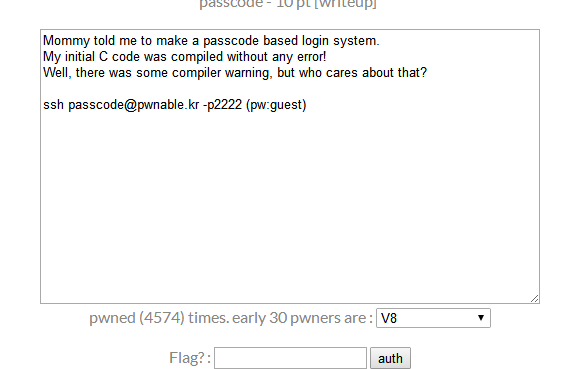 passcode - 10 pt [writeup]
Mommy told me to make a passcode based login system.
My initial C code was compiled without any error!
Well, there was some compiler warning, but who cares about that?
ssh passcode@pwnable.kr -p2222 (pw:guest)
pwned (4574) times. early 30 pwners are : V8
Flag? : auth